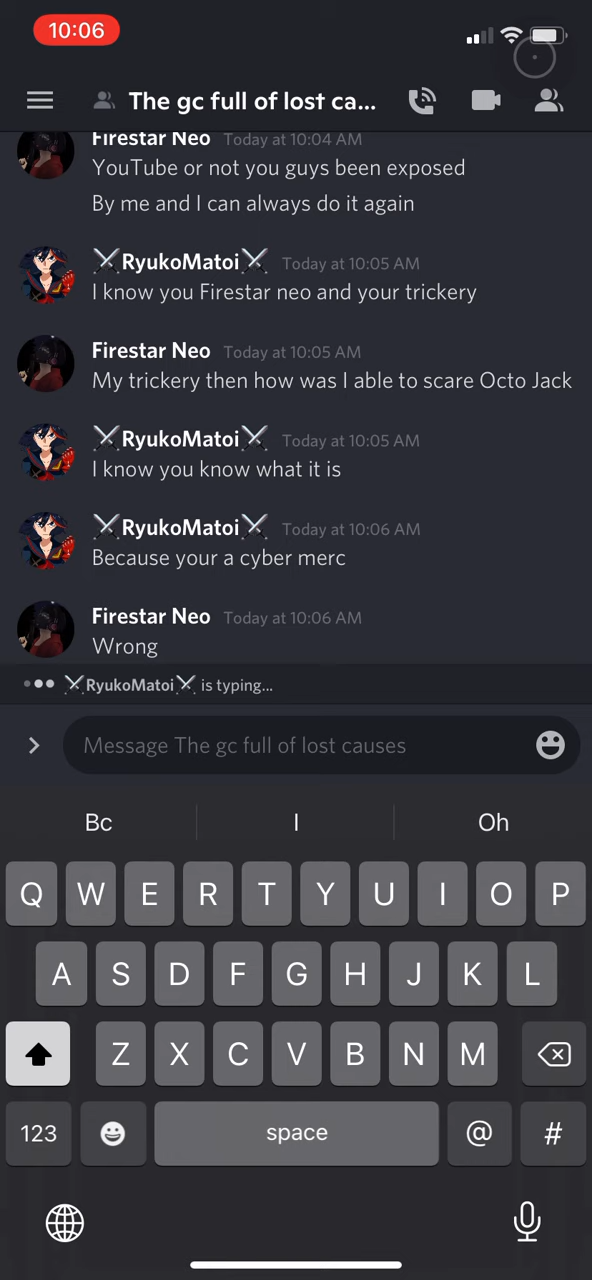 10:06
The gc full of lost ca...
Firestar Neo Today at 10:04 AM
YouTube or not you guys been exposed
By me and I can always do it again
⚔RyukoMatoi⚔ Today at 10:05 AM
I know you Firestar neo and your trickery
Firestar Neo Today at 10:05 AM
My trickery then how was I able to scare Octo Jack
⚔RyukoMatoi⚔ Today at 10:05 AM
I know you know what it is
⚔RyukoMatoi⚔ Today at 10:06 AM
Because your a cyber merc
Firestar Neo Today at 10:06 AM
Wrong
⚔RyukoMatoi⚔ is typing...
Message The gc full of lost causes
Bc I Oh
Q W E R T Y U I O P
A S D F G H J K L
Z X C V B N M
123 space @ #